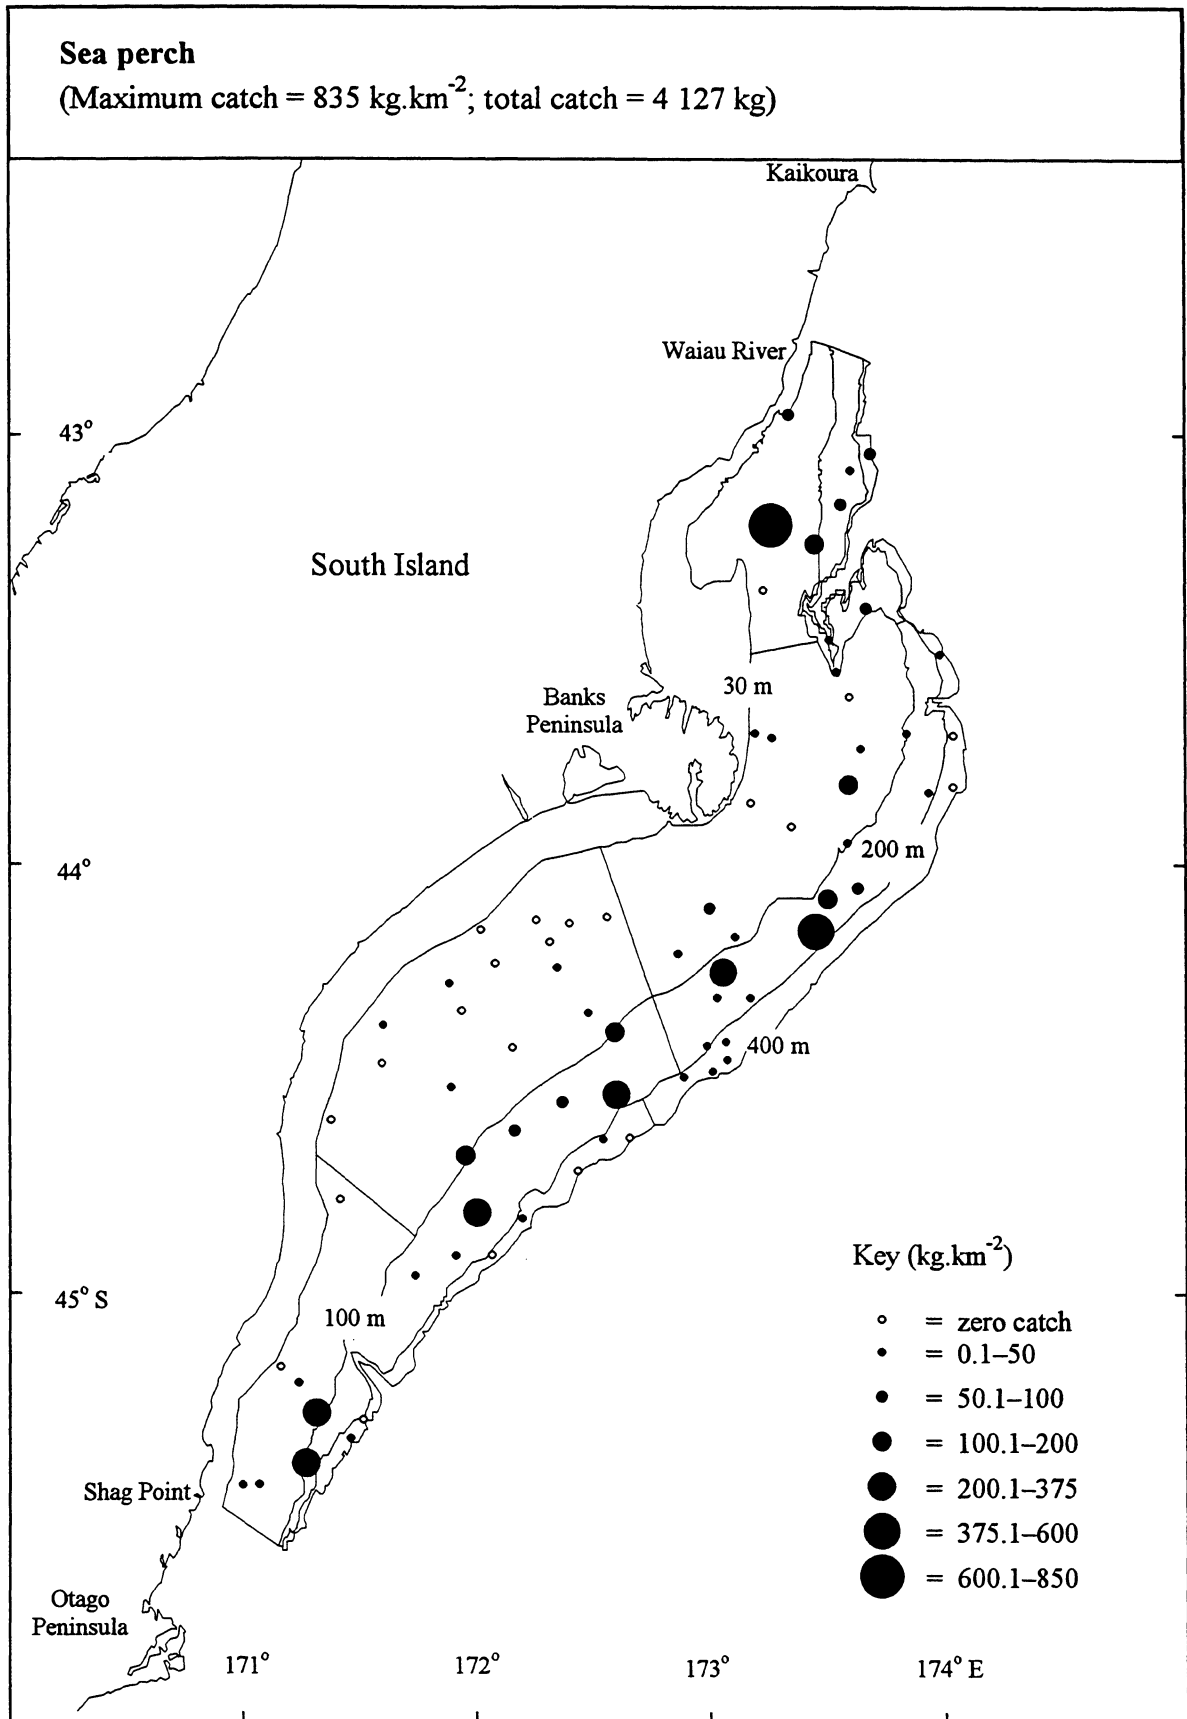 Sea perch
(Maximum catch = 835 kg.km⁻²; total catch = 4 127 kg)
Kaikoura
Waiau River
43°
South Island
30 m
Banks
Peninsula
200 m
44°
400 m
Key (kg.km⁻²)
45° S
100 m
= zero catch
= 0.1–50
= 50.1–100
= 100.1–200
= 200.1–375
= 375.1–600
= 600.1–850
Shag Point
Otago
Peninsula
171°
172°
173°
174° E